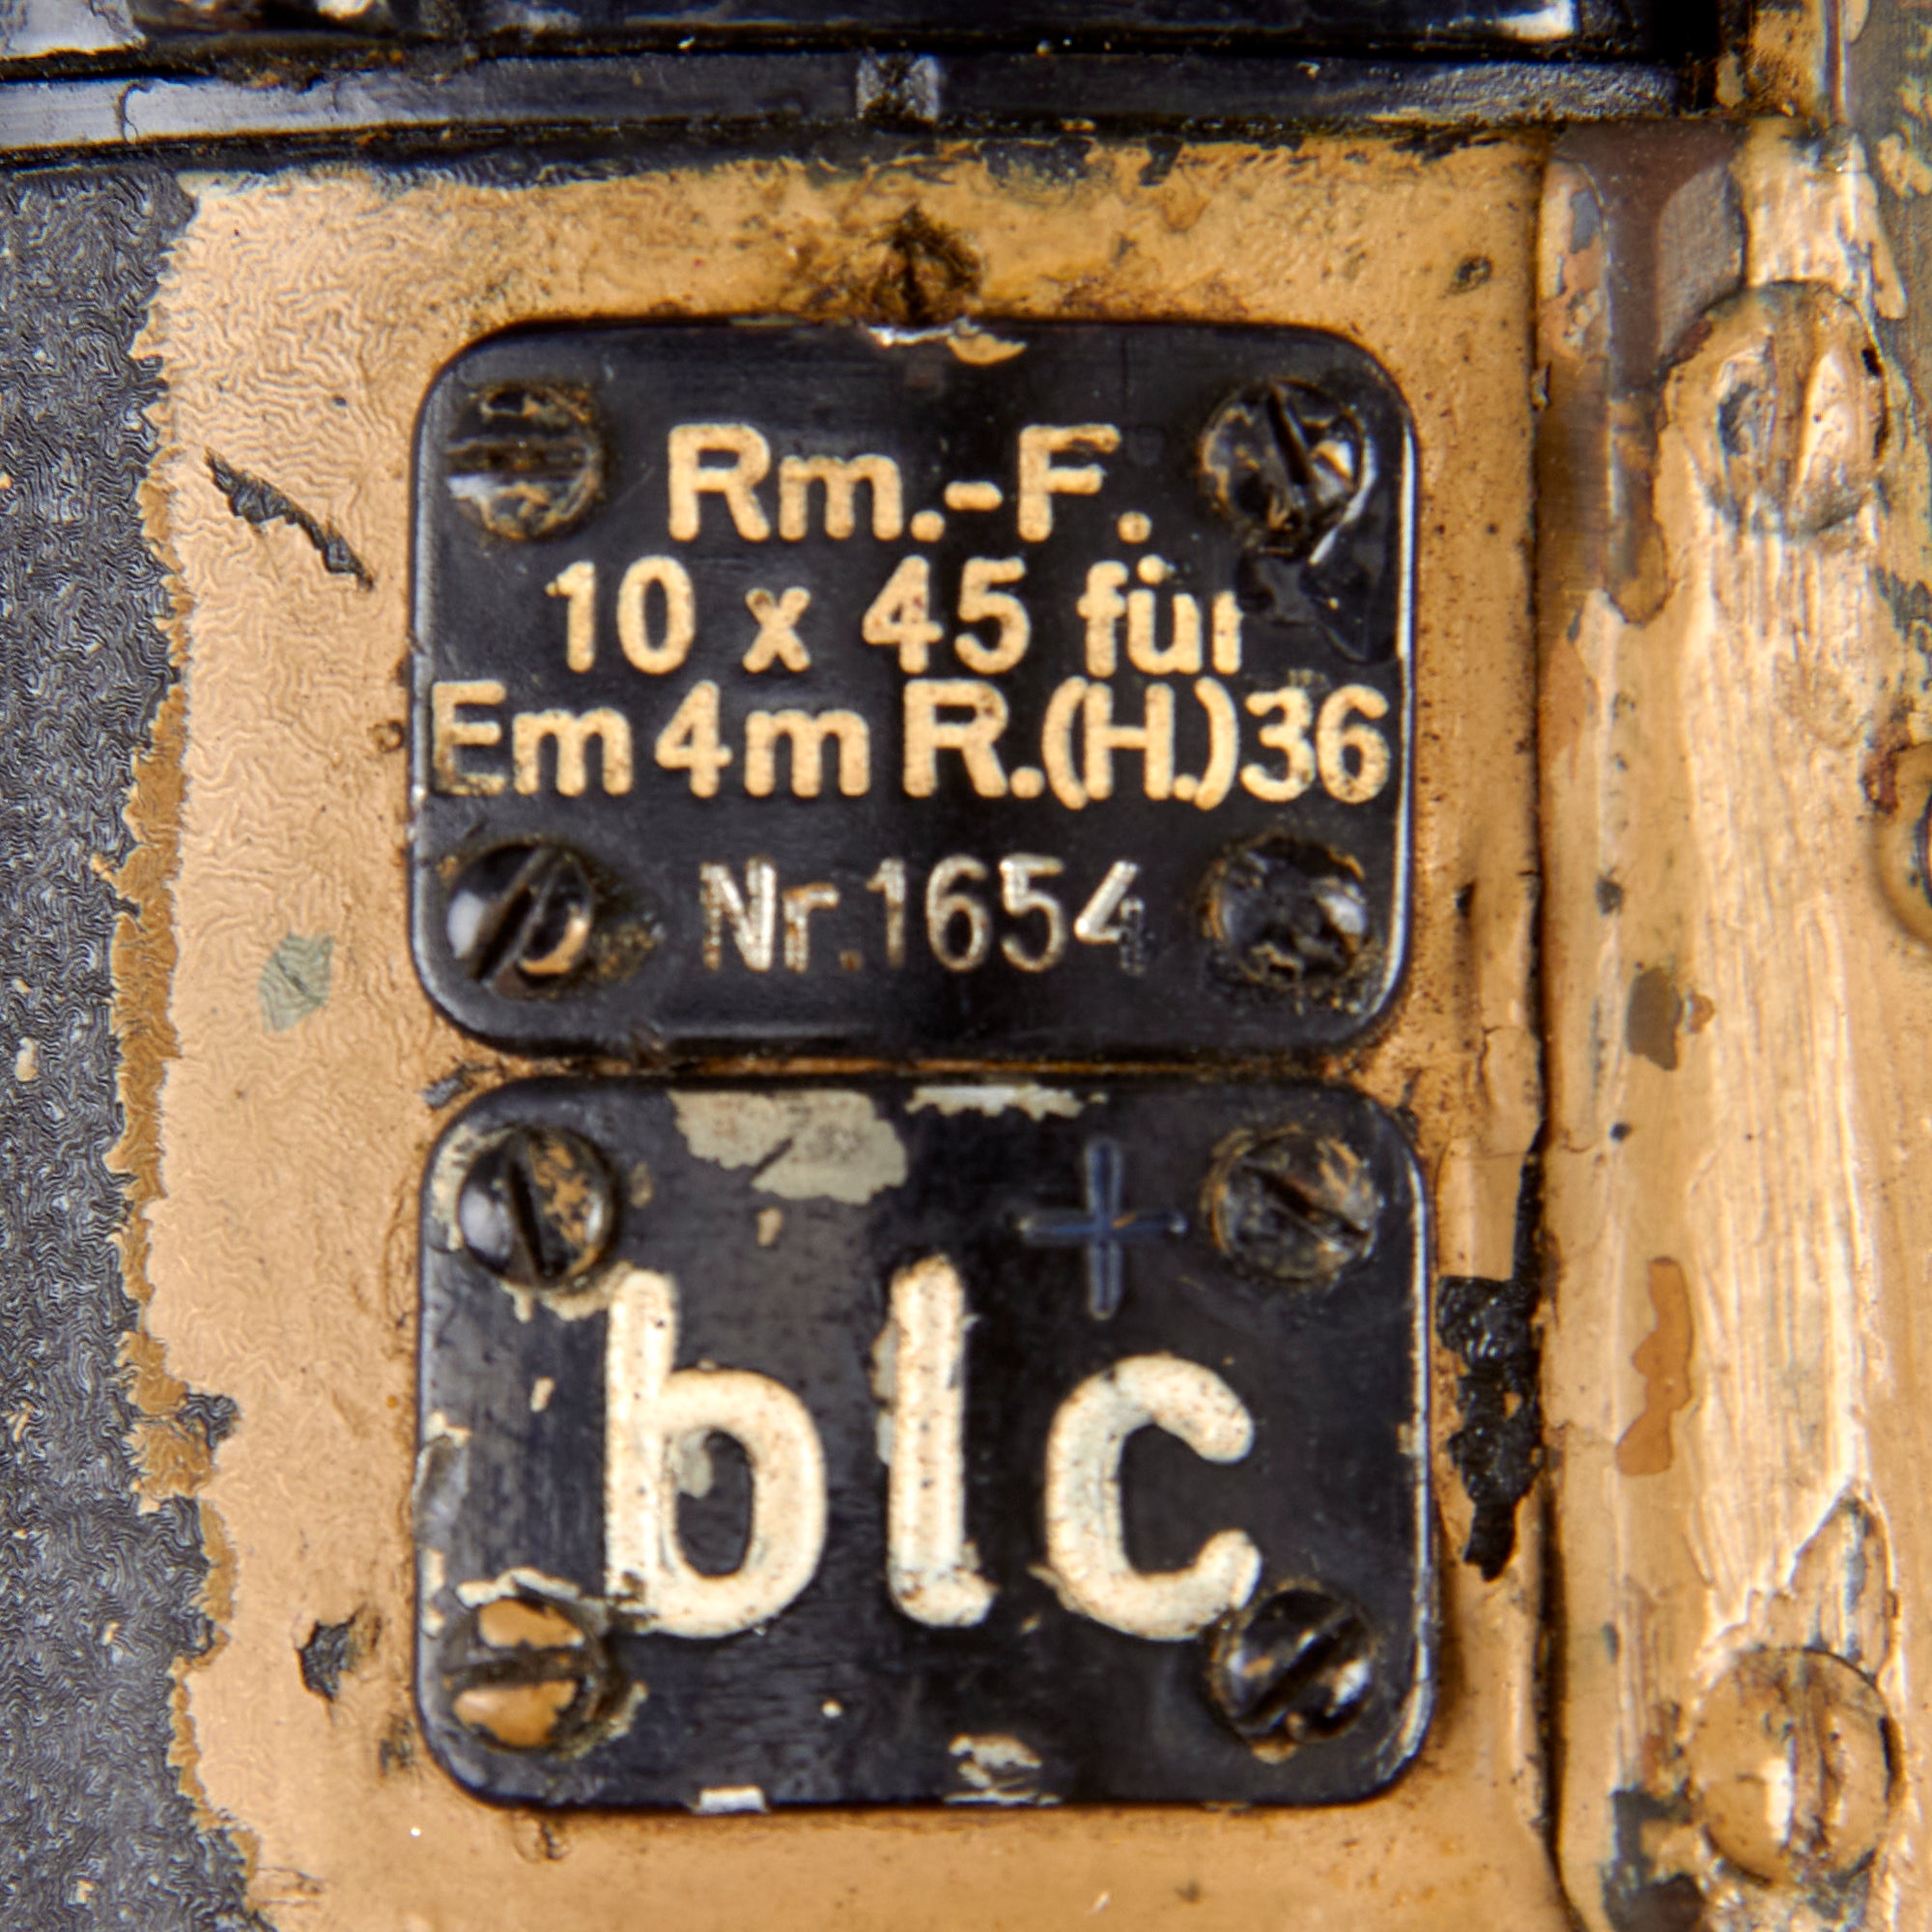 Rm.-F.
10 x 45 für
Em 4m R.(H.)36
Nr.1654
+
blc